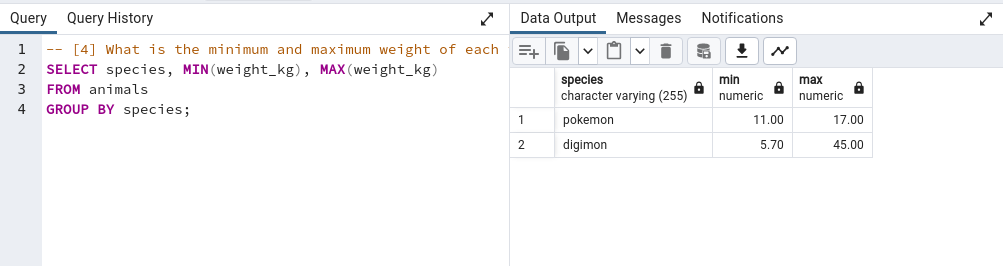 Query Query History
1 -- [4] What is the minimum and maximum weight of each
2 SELECT species, MIN(weight_kg), MAX(weight_kg)
3 FROM animals
4 GROUP BY species;
Data Output Messages Notifications
species min max
character varying (255) numeric numeric
1 pokemon 11.00 17.00
2 digimon 5.70 45.00